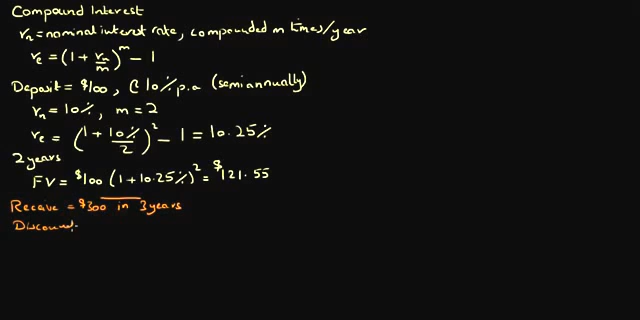 Compound Interest
rₙ = nominal interest rate, compounded m times/year
rₑ = (1 + rₙ/m)^m - 1
Deposit = $100, @ 10% p.a (semiannually)
rₙ = 10%, m = 2
rₑ = (1 + 10%/2)² - 1 = 10.25%
2 years
FV = $100 (1 + 10.25%)² = $121.55
Receive = $300 in 3 years
Discount